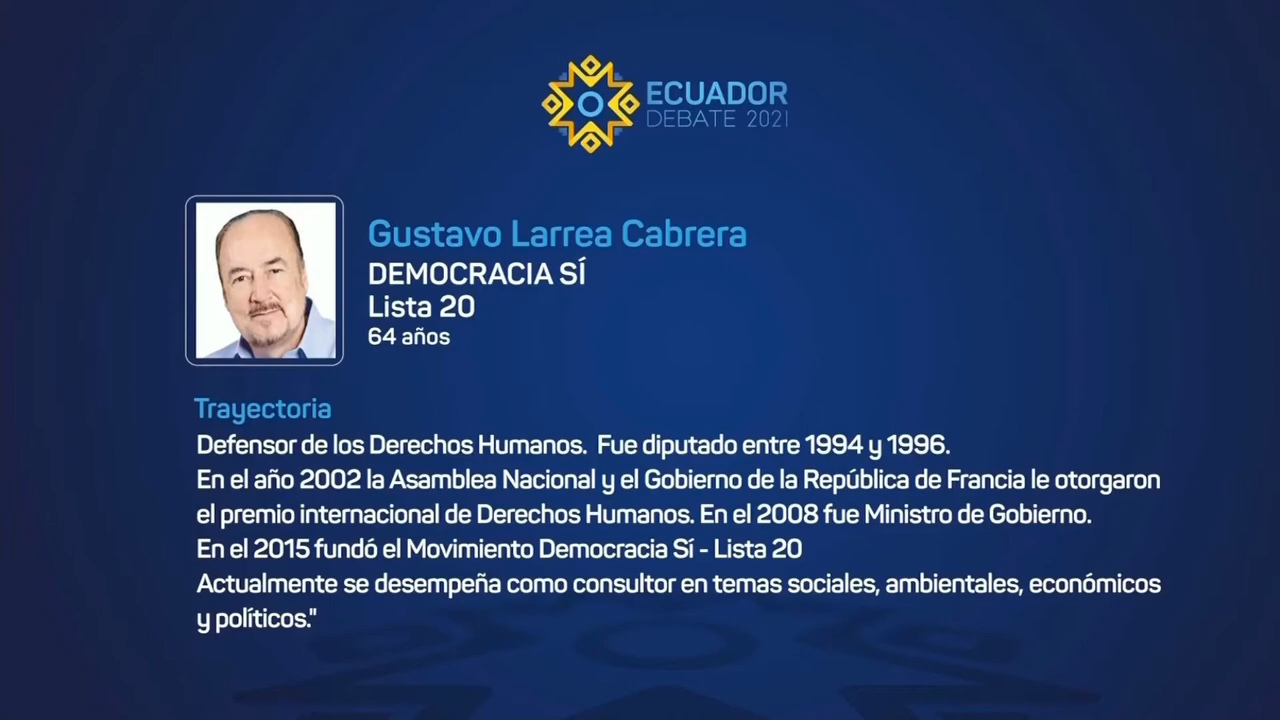 ECUADOR
DEBATE 2021
Gustavo Larrea Cabrera
DEMOCRACIA SÍ
Lista 20
64 años
Trayectoria
Defensor de los Derechos Humanos.  Fue diputado entre 1994 y 1996.
En el año 2002 la Asamblea Nacional y el Gobierno de la República de Francia le otorgaron
el premio internacional de Derechos Humanos. En el 2008 fue Ministro de Gobierno.
En el 2015 fundó el Movimiento Democracia Sí - Lista 20
Actualmente se desempeña como consultor en temas sociales, ambientales, económicos
y políticos."